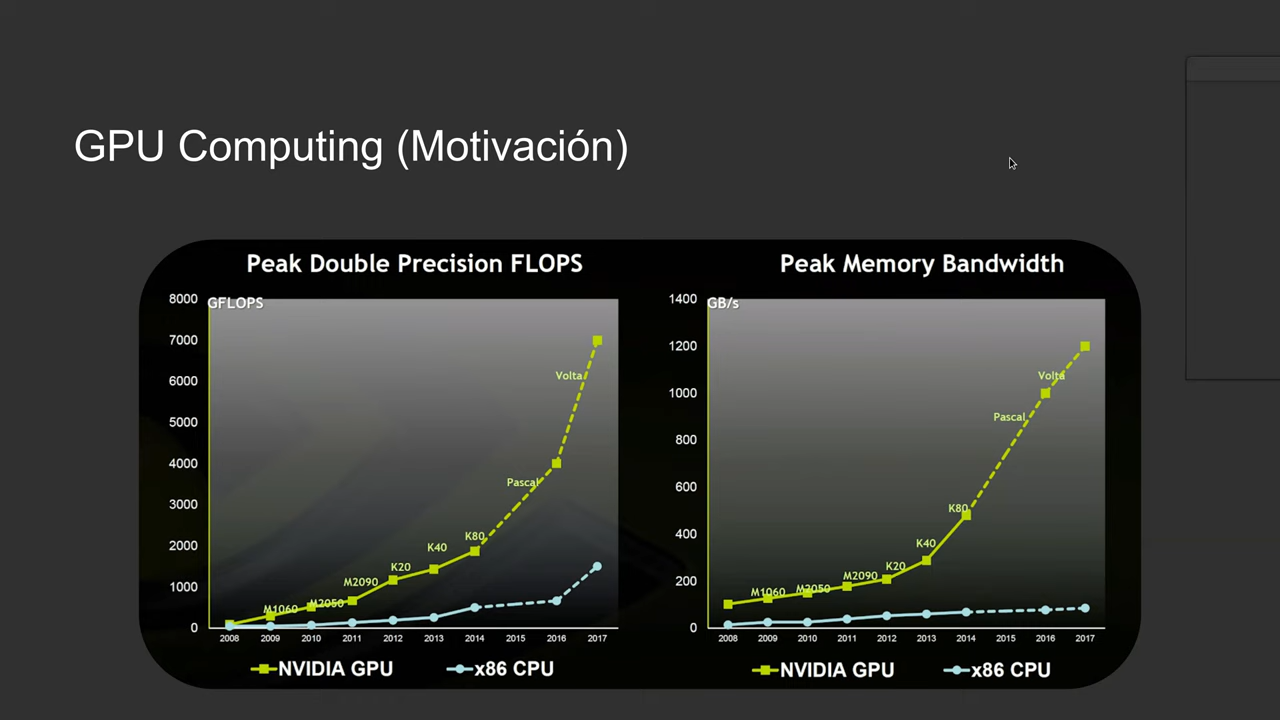 GPU Computing (Motivación)
Peak Double Precision FLOPS
GFLOPS
8000
7000
6000
5000
4000
3000
2000
1000
0
Volta
Pascal
K80
K40
K20
M2090
M2050
M1060
2008 2009 2010 2011 2012 2013 2014 2015 2016 2017
NVIDIA GPU x86 CPU
Peak Memory Bandwidth
GB/s
1400
1200
1000
800
600
400
200
0
Volta
Pascal
K80
K40
K20
M2090
M2050
M1060
2008 2009 2010 2011 2012 2013 2014 2015 2016 2017
NVIDIA GPU x86 CPU